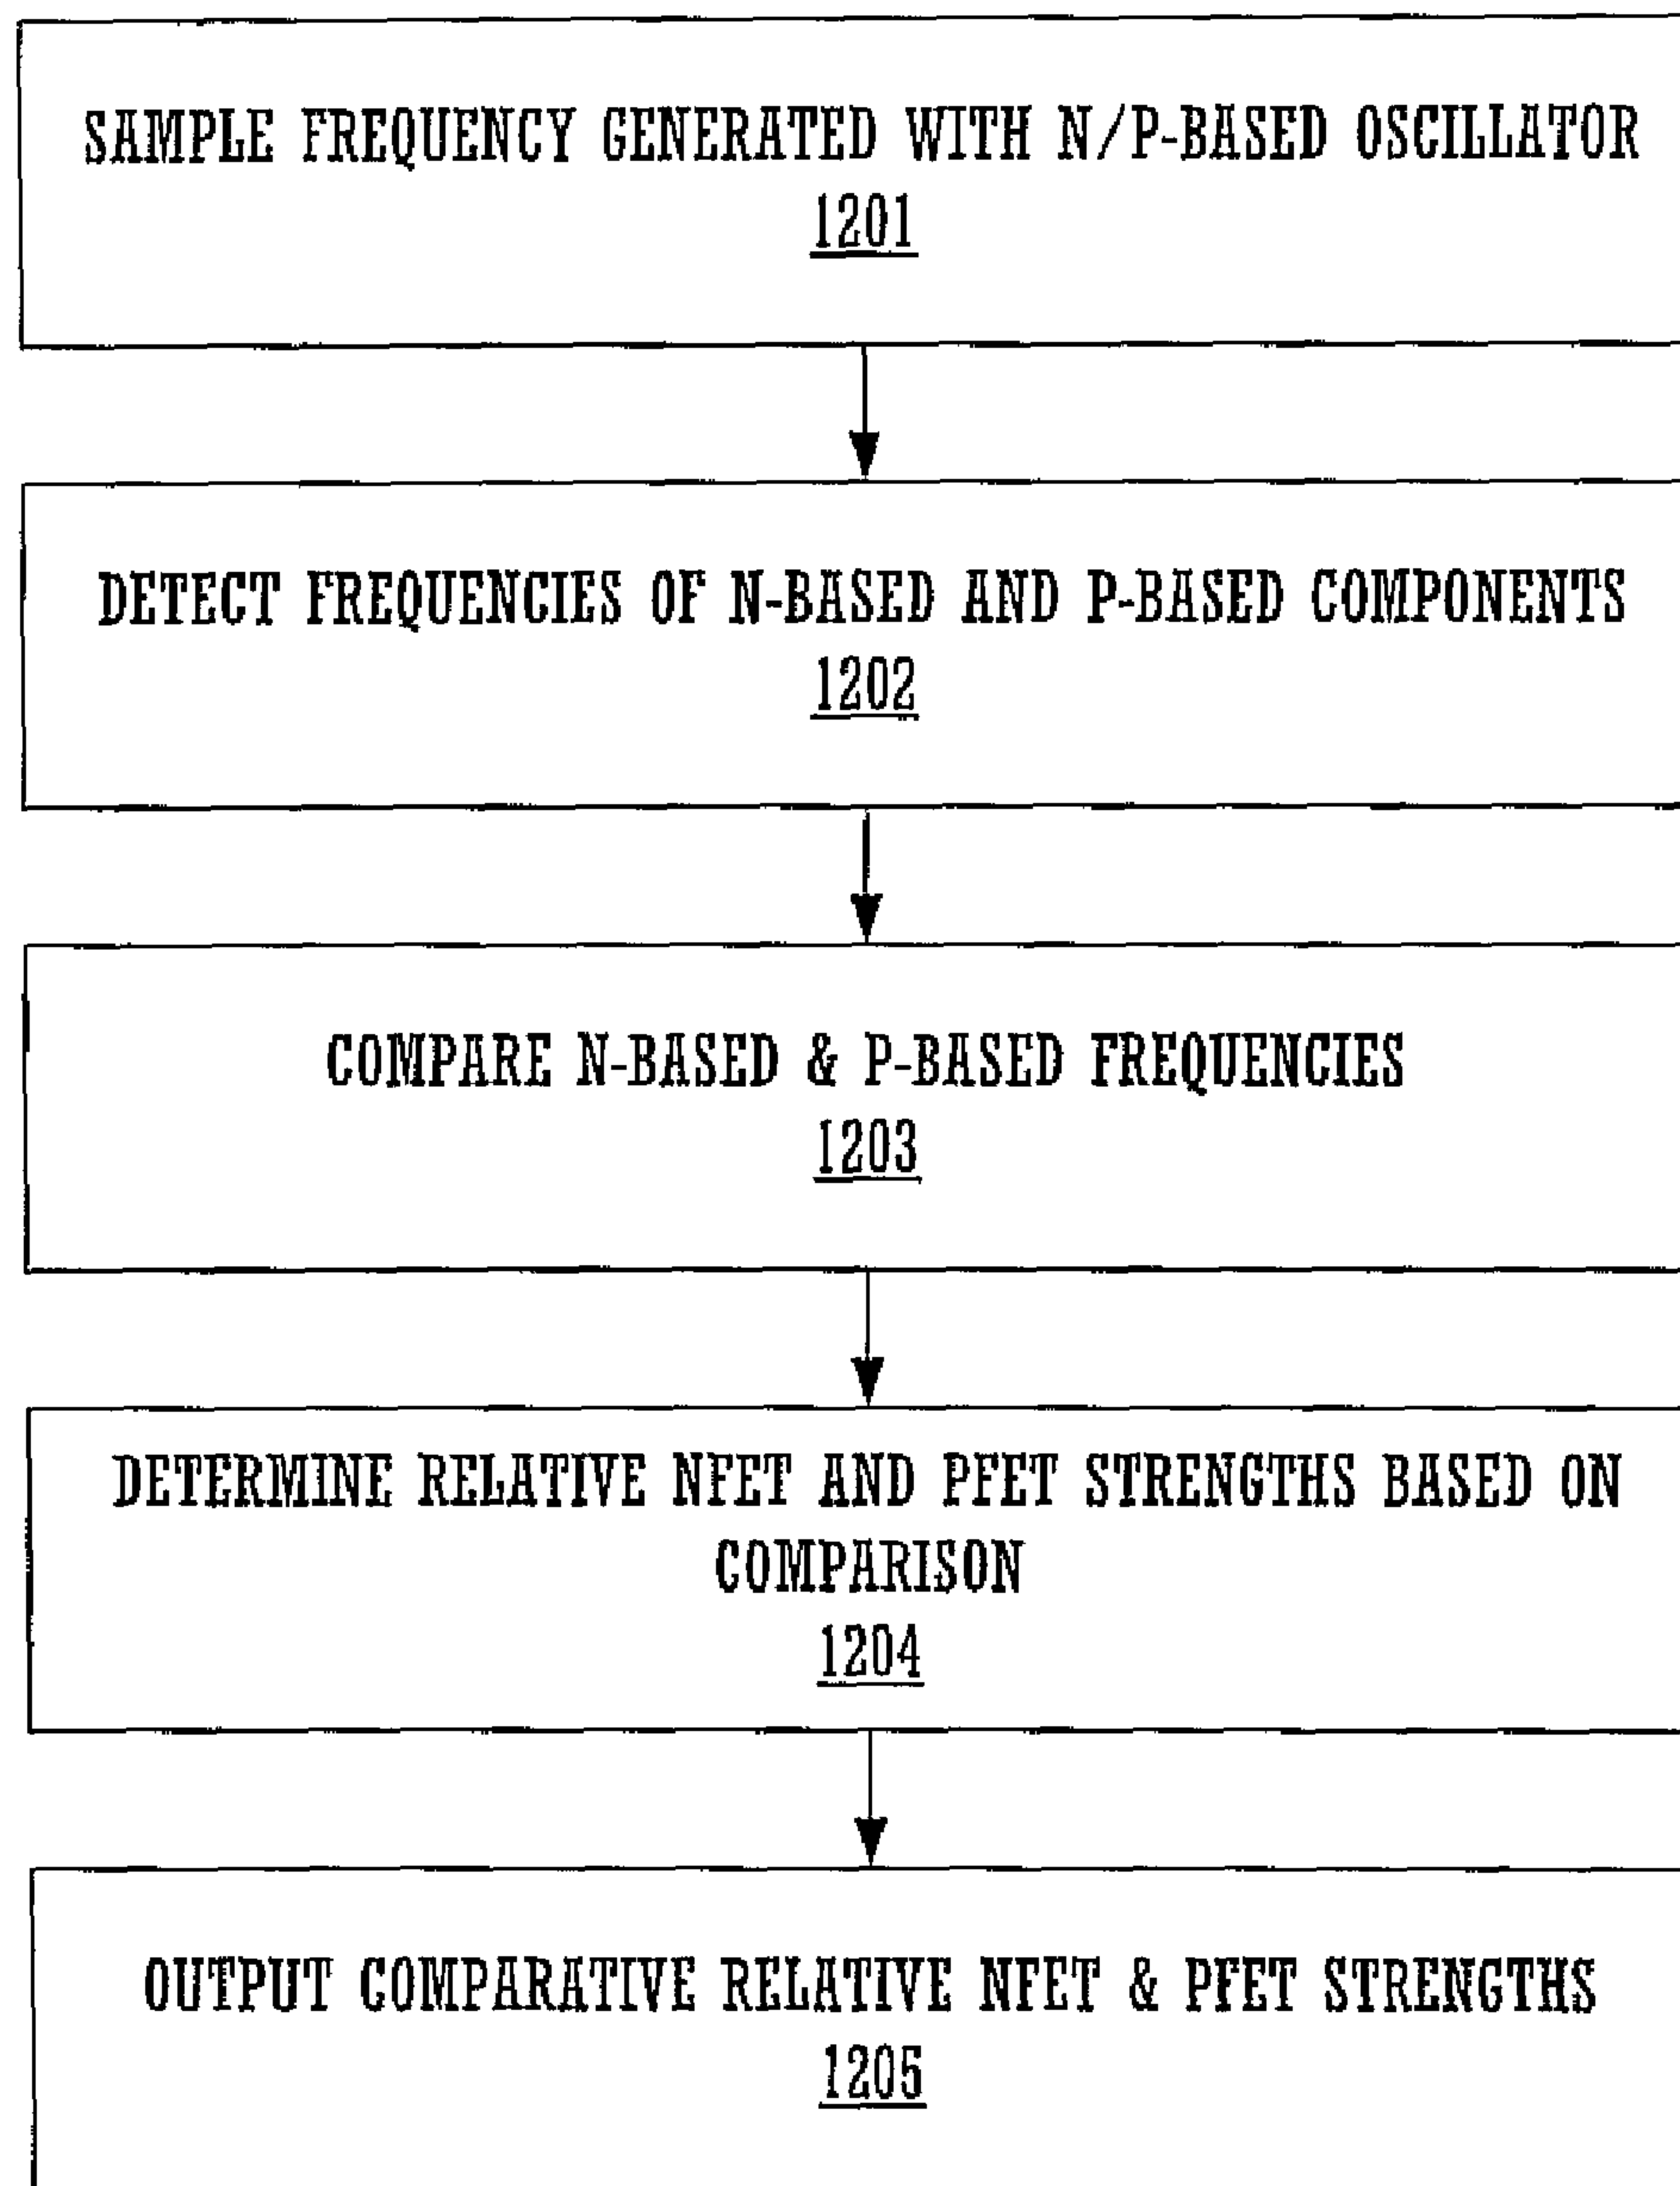 SAMPLE FREQUENCY GENERATED WITH N/P-BASED OSCILLATOR
1201
DETECT FREQUENCIES OF N-BASED AND P-BASED COMPONENTS
1202
COMPARE N-BASED & P-BASED FREQUENCIES
1203
DETERMINE RELATIVE NFET AND PFET STRENGTHS BASED ON
COMPARISON
1204
OUTPUT COMPARATIVE RELATIVE NFET & PFET STRENGTHS
1205